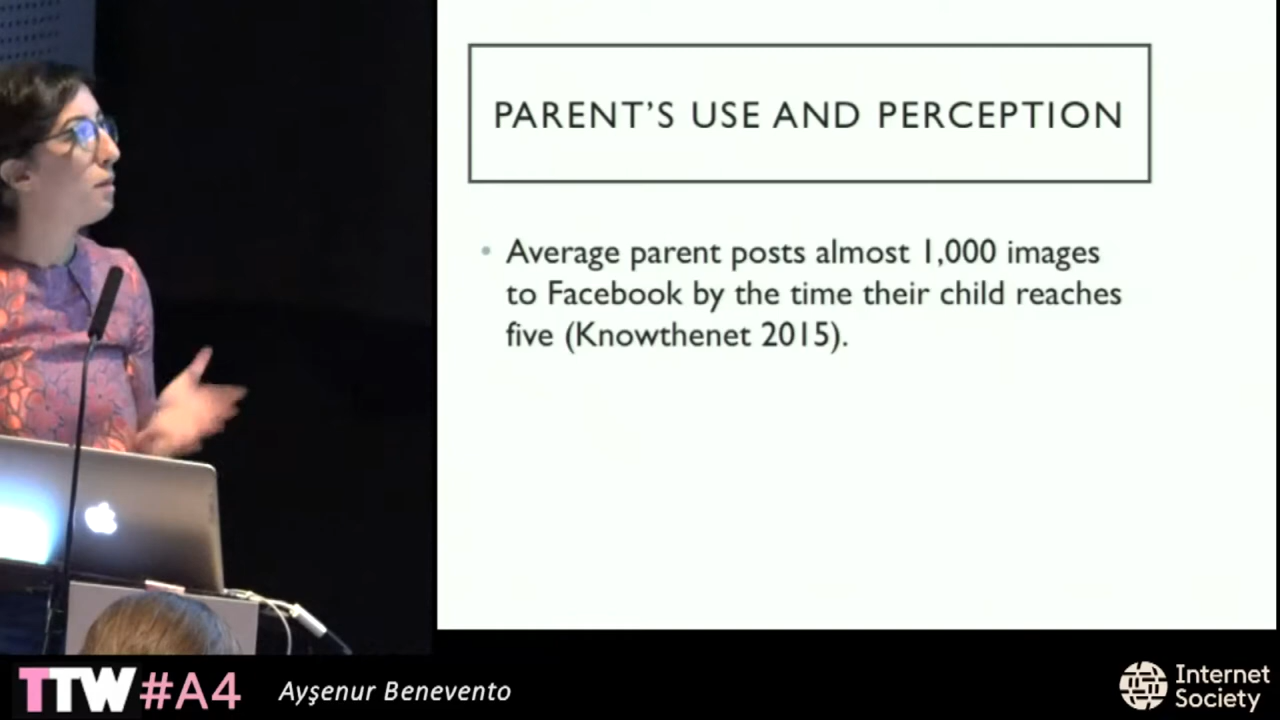 PARENT'S USE AND PERCEPTION
• Average parent posts almost 1,000 images
to Facebook by the time their child reaches
five (Knowthenet 2015).
TTW#A4
Ayşenur Benevento
Internet
Society